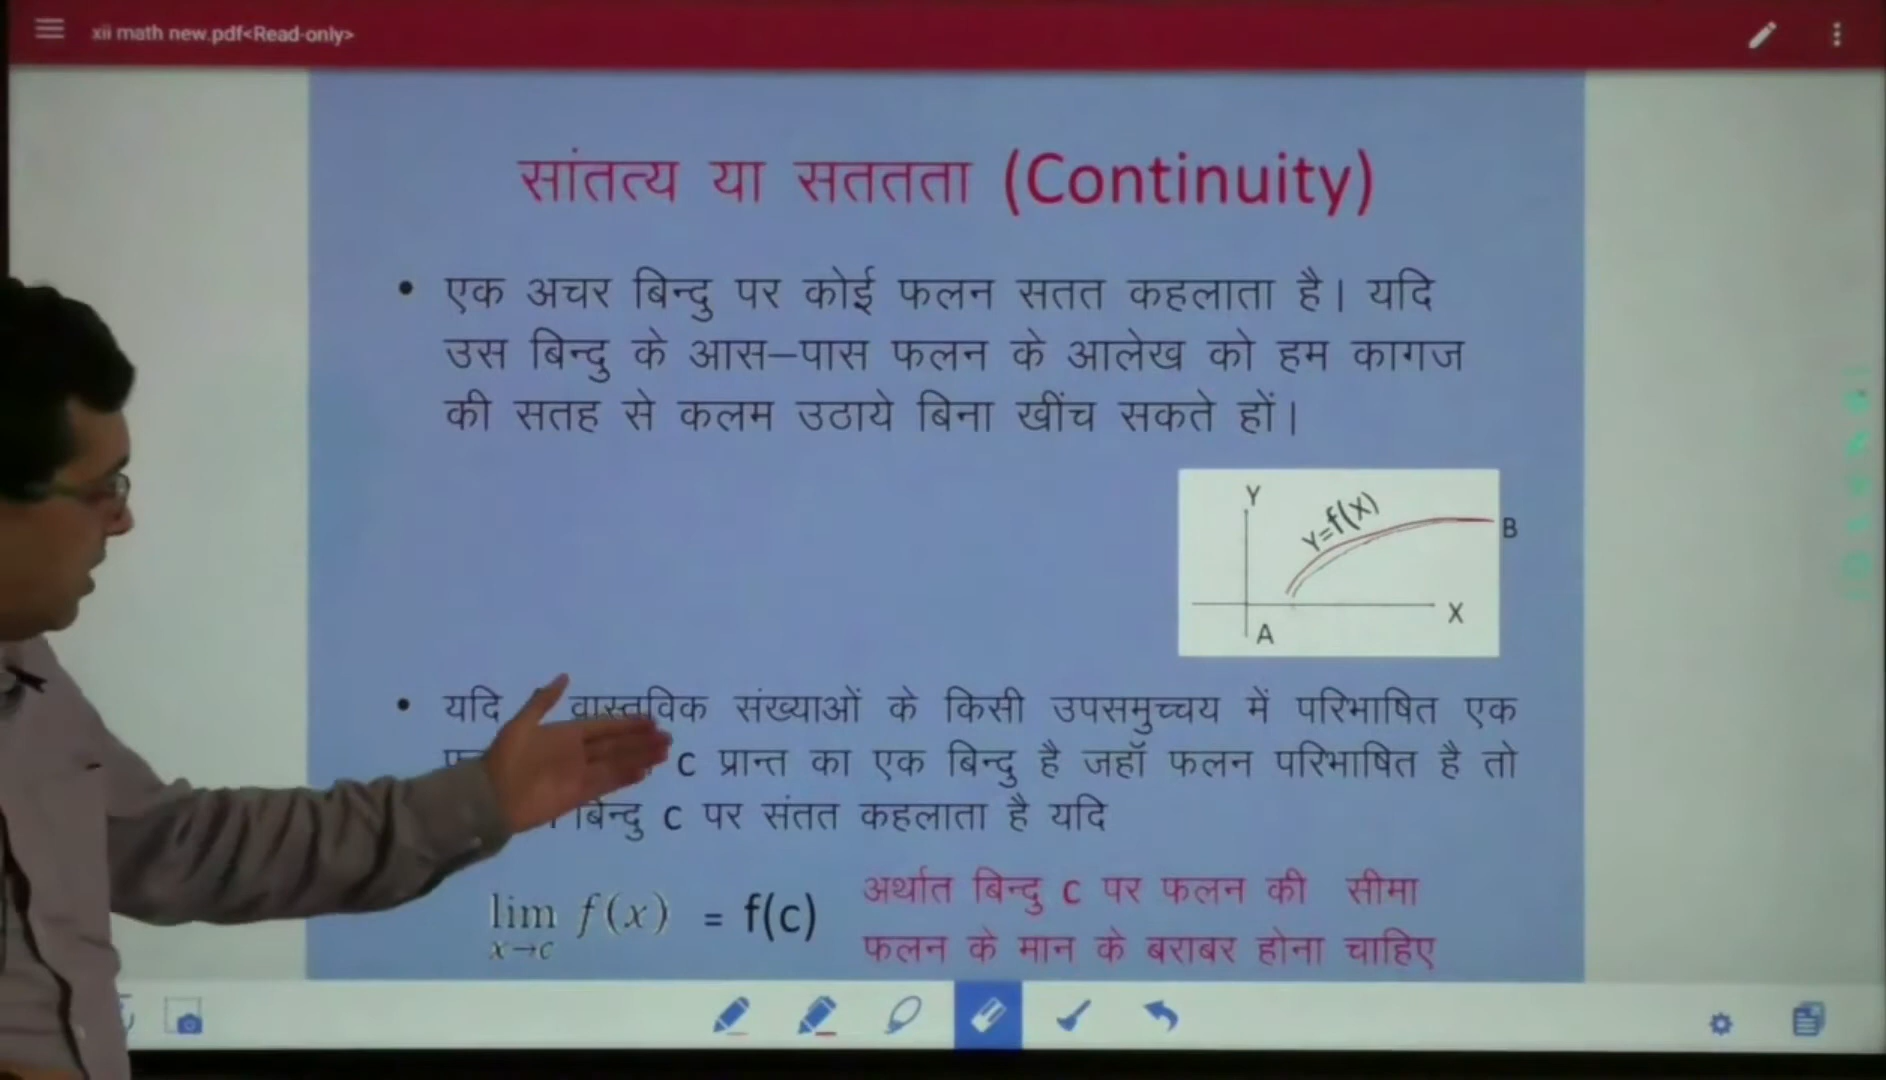 xii math new.pdf<Read-only>
सांतत्य या सततता (Continuity)
• एक अचर बिन्दु पर कोई फलन सतत कहलाता है। यदि
उस बिन्दु के आस–पास फलन के आलेख को हम कागज
की सतह से कलम उठाये बिना खींच सकते हों।
Y
Y=f(X)
B
X
A
• यदि वास्तविक संख्याओं के किसी उपसमुच्चय में परिभाषित एक
c प्रान्त का एक बिन्दु है जहाॅ फलन परिभाषित है तो
बिन्दु c पर संतत कहलाता है यदि
lim f(x) = f(c)
x→c
अर्थात बिन्दु c पर फलन की सीमा
फलन के मान के बराबर होना चाहिए